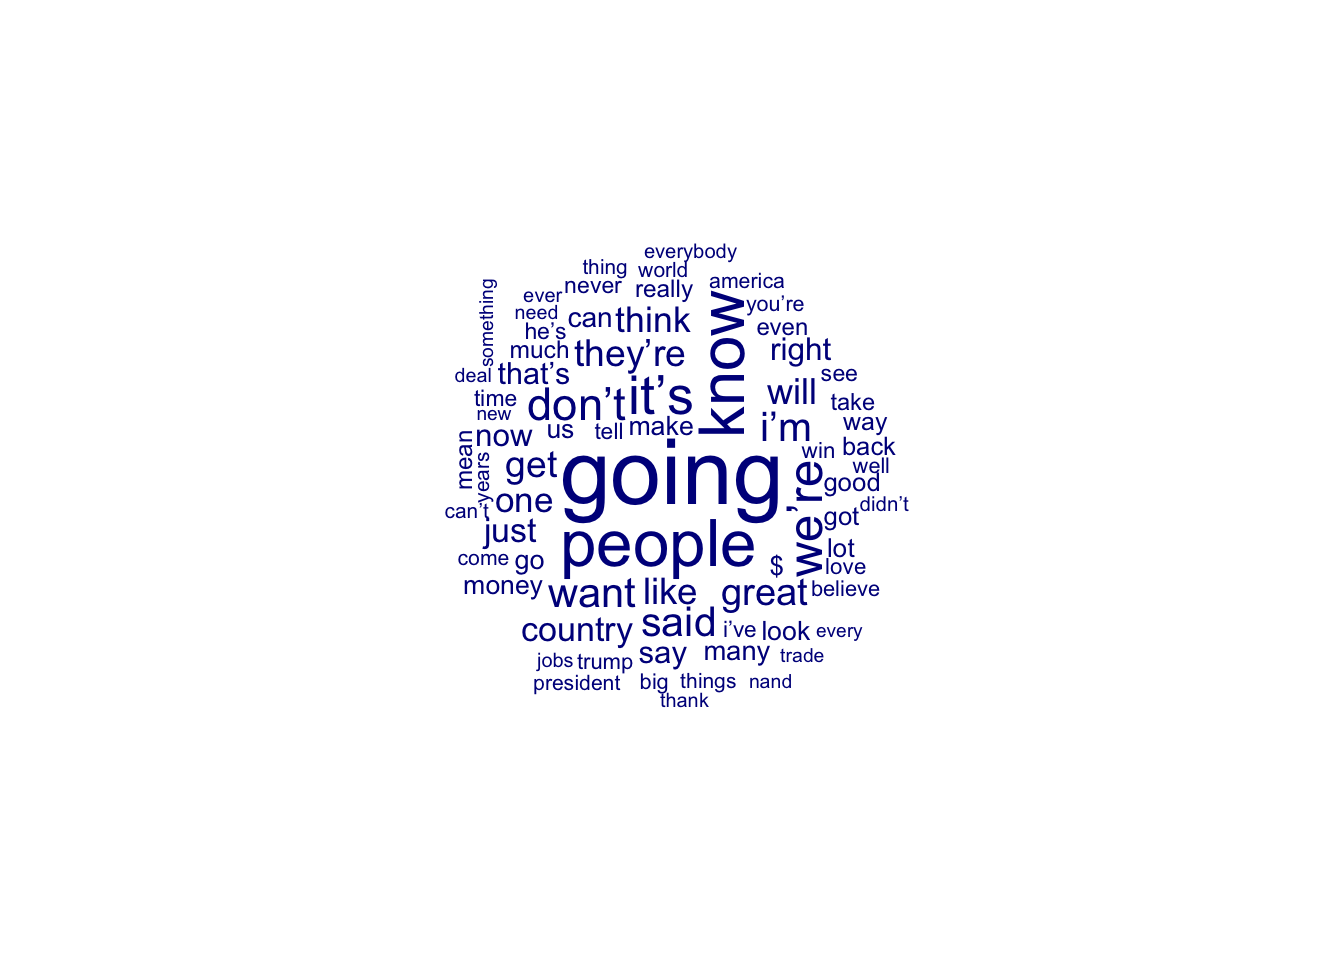 everybody
thing world
something ever never really america
need can think know you're
he's they’re even
much it’s right
deal that’s will see
time don’t take
new us tell make i’m way
mean now win back
years get going we’re well
can’t one good didn’t
just people got
come go $ lot
love
money want like great believe
country said i’ve look every
jobs trump say many trade
president big things nand
thank